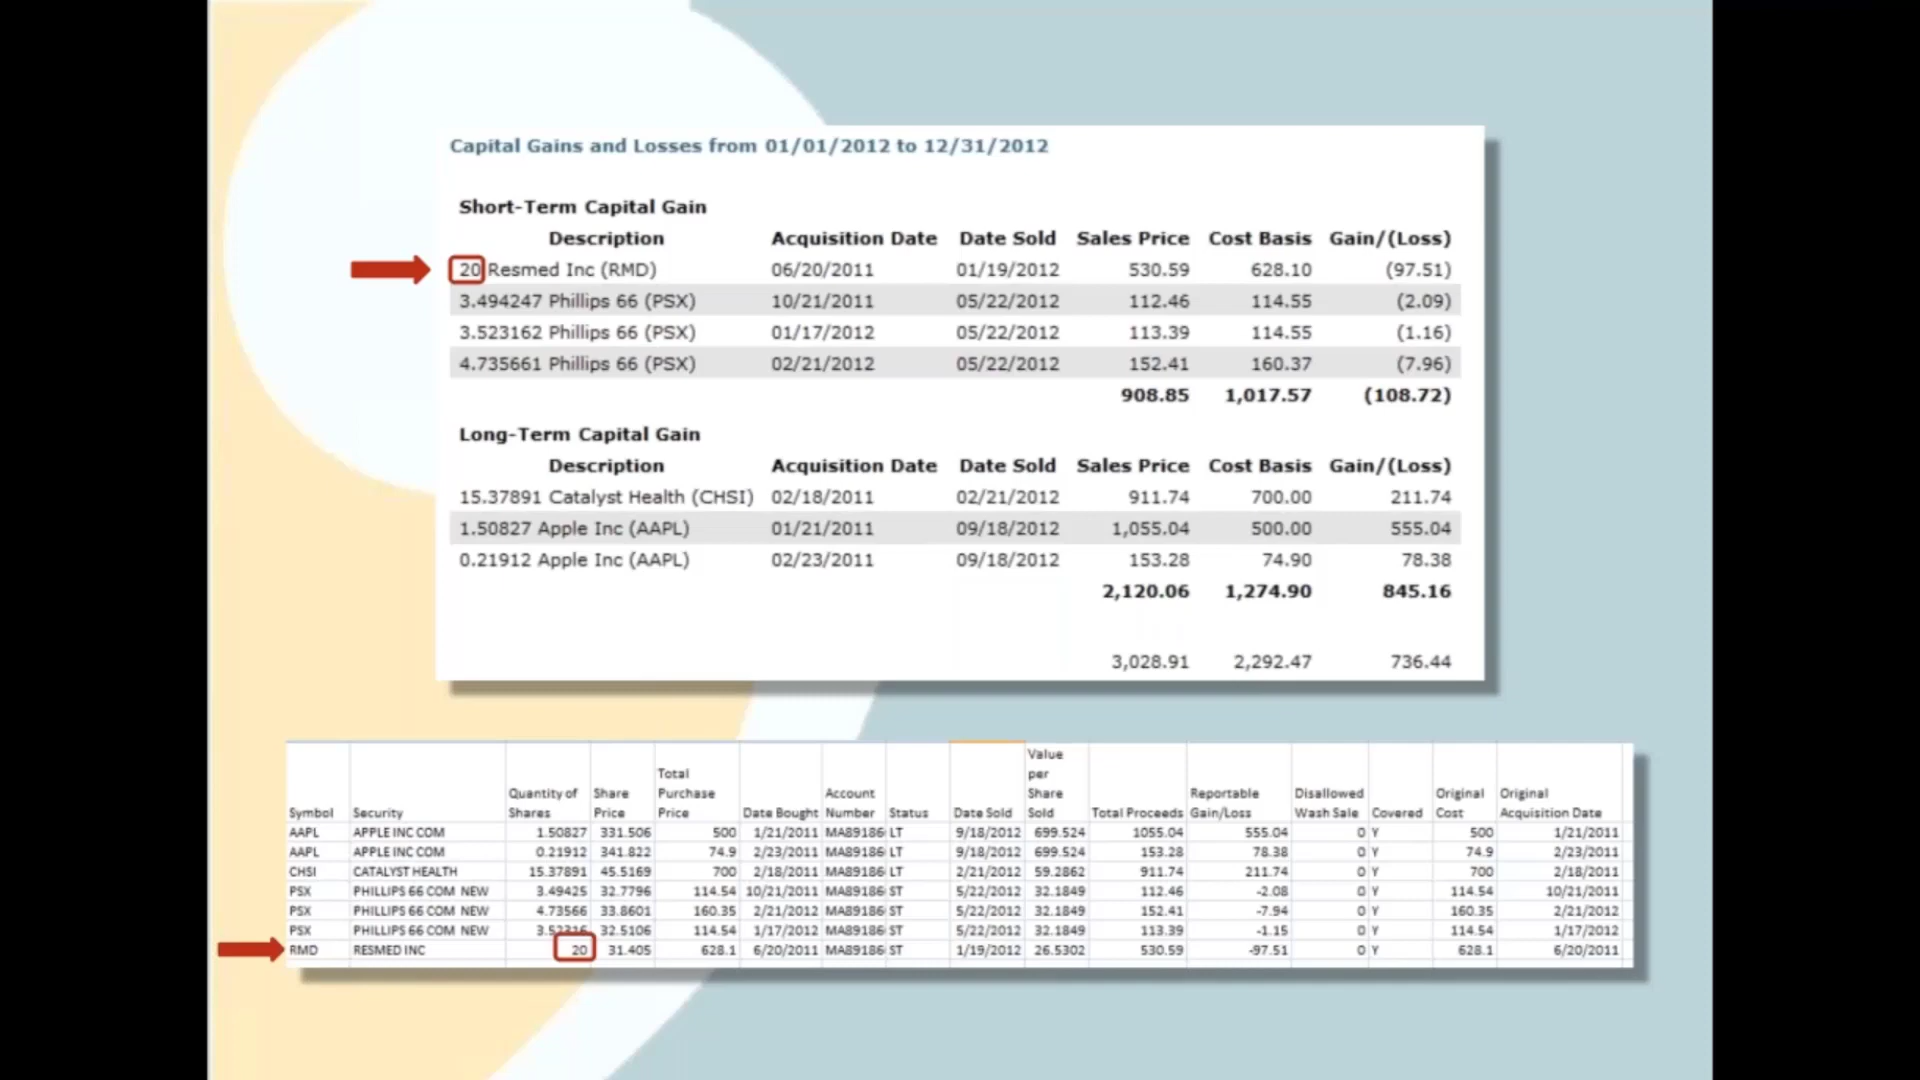 Capital Gains and Losses from 01/01/2012 to 12/31/2012
Short-Term Capital Gain
Description Acquisition Date Date Sold Sales Price Cost Basis Gain/(Loss)
20 Resmed Inc (RMD) 06/20/2011 01/19/2012 530.59 628.10 (97.51)
3.494247 Phillips 66 (PSX) 10/21/2011 05/22/2012 112.46 114.55 (2.09)
3.523162 Phillips 66 (PSX) 01/17/2012 05/22/2012 113.39 114.55 (1.16)
4.735661 Phillips 66 (PSX) 02/21/2012 05/22/2012 152.41 160.37 (7.96)
908.85 1,017.57 (108.72)
Long-Term Capital Gain
Description Acquisition Date Date Sold Sales Price Cost Basis Gain/(Loss)
15.37891 Catalyst Health (CHSI) 02/18/2011 02/21/2012 911.74 700.00 211.74
1.50827 Apple Inc (AAPL) 01/21/2011 09/18/2012 1,055.04 500.00 555.04
0.21912 Apple Inc (AAPL) 02/23/2011 09/18/2012 153.28 74.90 78.38
2,120.06 1,274.90 845.16
3,028.91 2,292.47 736.44
Symbol Security Quantity of Shares Share Price Total Purchase Price Date Bought Account Number Status Date Sold Value per Share Sold Total Proceeds Reportable Gain/Loss Disallowed Wash Sale Covered Original Cost Original Acquisition Date
AAPL APPLE INC COM 1.50827 331.506 500 1/21/2011 MA89186 LT 9/18/2012 699.524 1055.04 555.04 0 Y 500 1/21/2011
AAPL APPLE INC COM 0.21912 341.822 74.9 2/23/2011 MA89186 LT 9/18/2012 699.524 153.28 78.38 0 Y 74.9 2/23/2011
CHSI CATALYST HEALTH 15.37891 45.5169 700 2/18/2011 MA89186 LT 2/21/2012 59.2862 911.74 211.74 0 Y 700 2/18/2011
PSX PHILLIPS 66 COM NEW 3.49425 32.7796 114.54 10/21/2011 MA89186 ST 5/22/2012 32.1849 112.46 -2.08 0 Y 114.54 10/21/2011
PSX PHILLIPS 66 COM NEW 4.73566 33.8601 160.35 2/21/2012 MA89186 ST 5/22/2012 32.1849 152.41 -7.94 0 Y 160.35 2/21/2012
PSX PHILLIPS 66 COM NEW 3.52316 32.5106 114.54 1/17/2012 MA89186 ST 5/22/2012 32.1849 113.39 -1.15 0 Y 114.54 1/17/2012
RMD RESMED INC 20 31.405 628.1 6/20/2011 MA89186 ST 1/19/2012 26.5302 530.59 -97.51 0 Y 628.1 6/20/2011